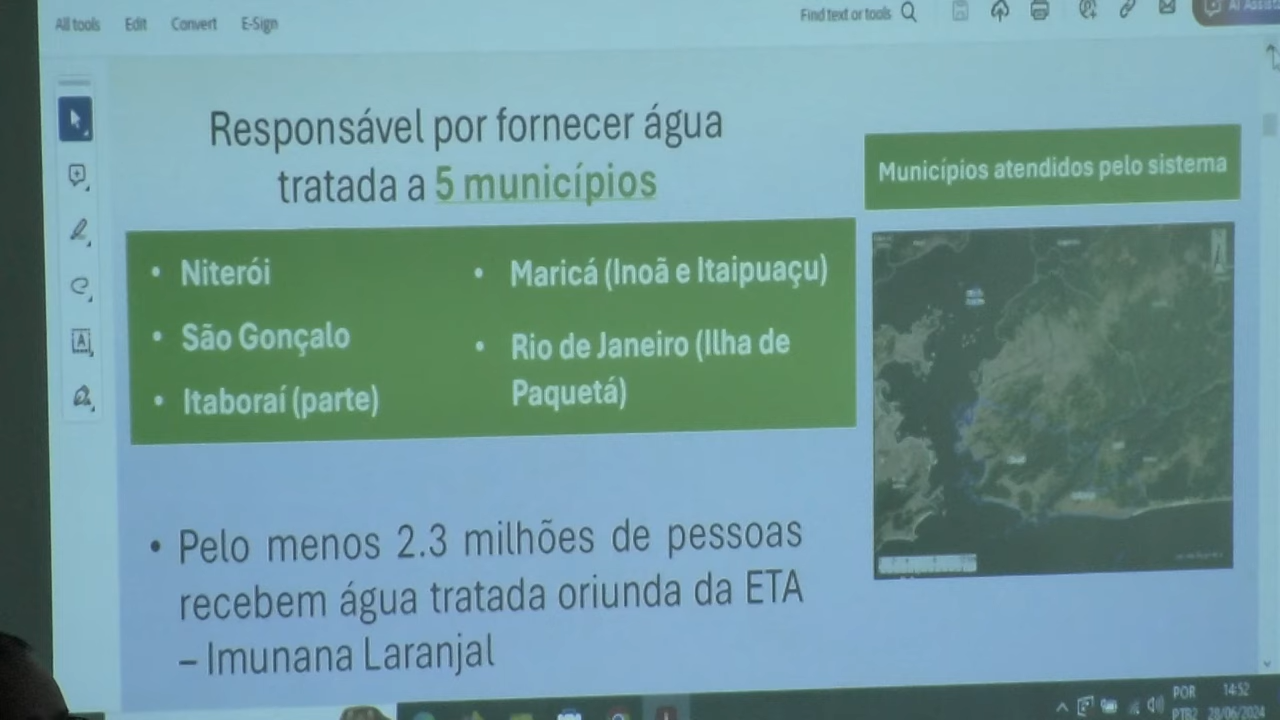 All tools Edit Convert E-Sign
Find text or tools
AI Assist
Responsável por fornecer água
tratada a 5 municípios
• Niterói
• São Gonçalo
• Itaboraí (parte)
• Maricá (Inoã e Itaipuaçu)
• Rio de Janeiro (Ilha de
Paquetá)
Municípios atendidos pelo sistema
• Pelo menos 2.3 milhões de pessoas
recebem água tratada oriunda da ETA
– Imunana Laranjal
POR 14:52
PTB2 28/06/2024